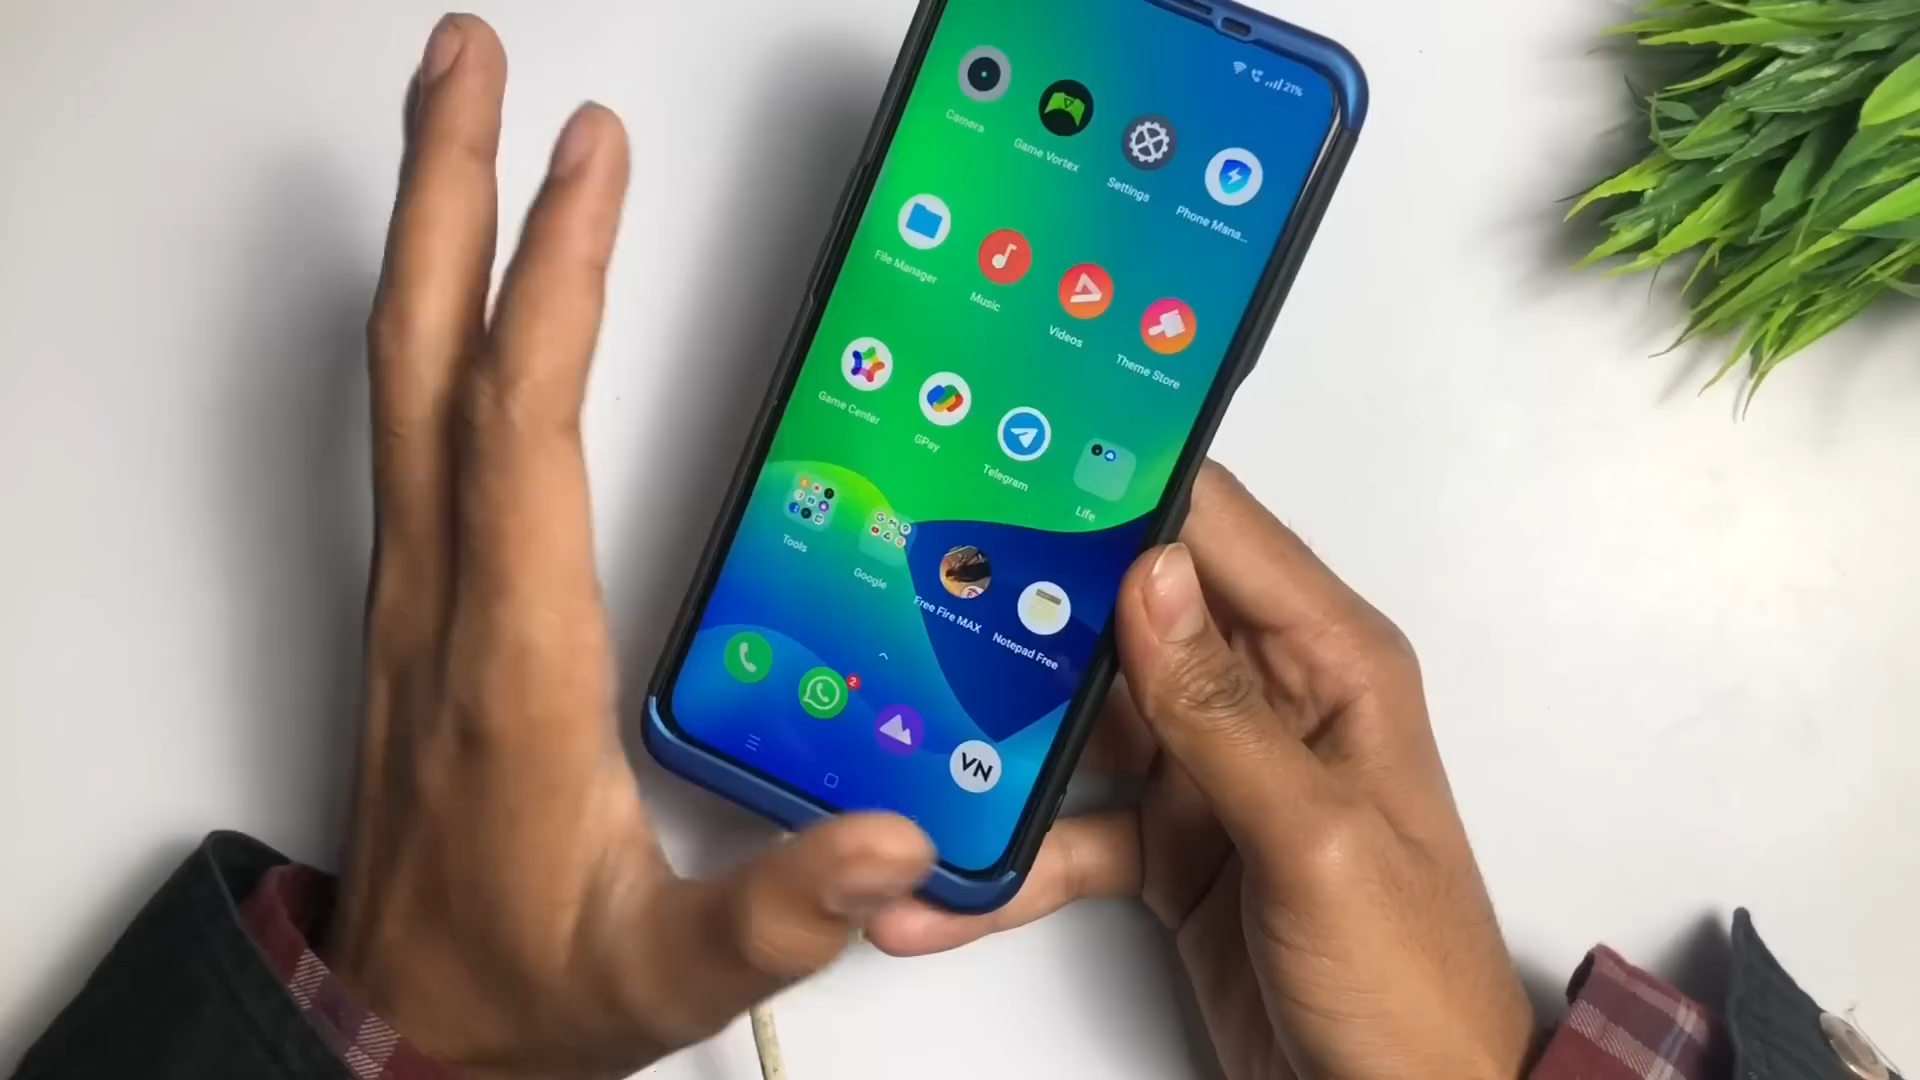 21%
Camera
Game Vortex
Settings
Phone Mana...
File Manager
Music
Videos
Theme Store
Game Center
GPay
Telegram
Life
Tools
Google
Free Fire MAX
Notepad Free
2
VN